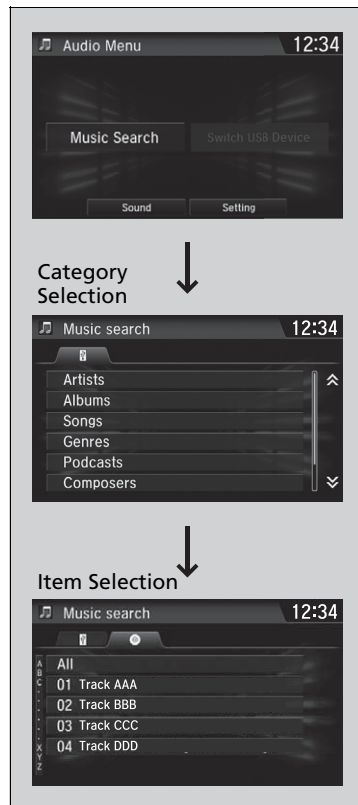 Audio Menu 12:34
Music Search Switch USB Device
Sound Setting
Category
Selection
Music search 12:34
Artists
Albums
Songs
Genres
Podcasts
Composers
Item Selection
Music search 12:34
A
B
C
All
01 Track AAA
02 Track BBB
03 Track CCC
04 Track DDD
X
Y
Z